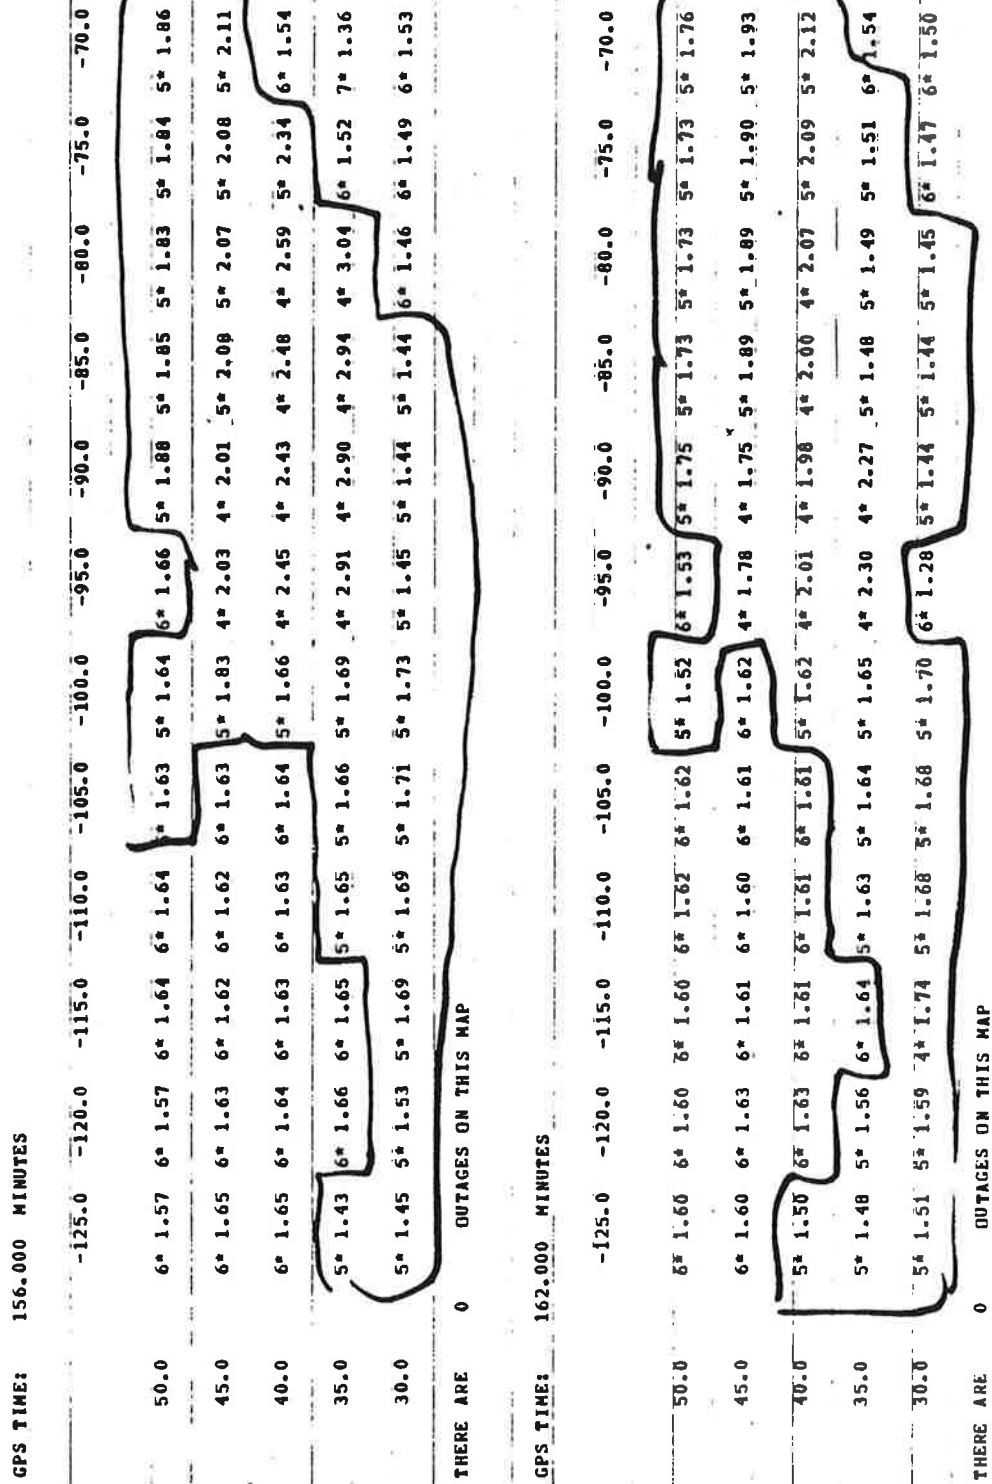 GPS TIME: 156.000 MINUTES
-125.0 -120.0 -115.0 -110.0 -105.0 -100.0 -95.0 -90.0 -85.0 -80.0 -75.0 -70.0
50.0 6* 1.57 6* 1.57 6* 1.64 6* 1.64 * 1.63 5* 1.64 6* 1.66 5* 1.88 5* 1.85 5* 1.83 5* 1.84 5* 1.86
45.0 6* 1.65 6* 1.63 6* 1.62 6* 1.62 6* 1.63 5* 1.83 4* 2.03 4* 2.01 5* 2.08 5* 2.07 5* 2.08 5* 2.11
40.0 6* 1.65 6* 1.64 6* 1.63 6* 1.63 6* 1.64 5* 1.66 4* 2.45 4* 2.43 4* 2.48 4* 2.59 5* 2.34 6* 1.54
35.0 5* 1.43 6* 1.66 6* 1.65 5* 1.65 5* 1.66 5* 1.69 4* 2.91 4* 2.90 4* 2.94 4* 3.04 6* 1.52 7* 1.36
30.0 5* 1.45 5* 1.53 5* 1.69 5* 1.69 5* 1.71 5* 1.73 5* 1.45 5* 1.44 5* 1.44 6* 1.46 6* 1.49 6* 1.53
THERE ARE 0 OUTAGES ON THIS MAP
GPS TIME: 162.000 MINUTES
-125.0 -120.0 -115.0 -110.0 -105.0 -100.0 -95.0 -90.0 -85.0 -80.0 -75.0 -70.0
50.0 6* 1.60 6* 1.60 6* 1.60 6* 1.62 6* 1.62 5* 1.52 6* 1.53 5* 1.75 5* 1.73 5* 1.73 5* 1.73 5* 1.76
45.0 6* 1.60 6* 1.63 6* 1.61 6* 1.60 6* 1.61 6* 1.62 4* 1.78 4* 1.75 5* 1.89 5* 1.89 5* 1.90 5* 1.93
40.0 5* 1.50 6* 1.63 6* 1.61 6* 1.61 6* 1.61 5* 1.62 4* 2.01 4* 1.98 4* 2.00 4* 2.07 5* 2.09 5* 2.12
35.0 5* 1.48 5* 1.56 6* 1.64 5* 1.63 5* 1.64 5* 1.65 4* 2.30 4* 2.27 5* 1.48 5* 1.49 5* 1.51 6* 1.54
30.0 5* 1.51 5* 1.59 4* 1.74 5* 1.68 5* 1.68 5* 1.70 6* 1.28 5* 1.44 5* 1.44 5* 1.45 6* 1.47 6* 1.50
THERE ARE 0 OUTAGES ON THIS MAP